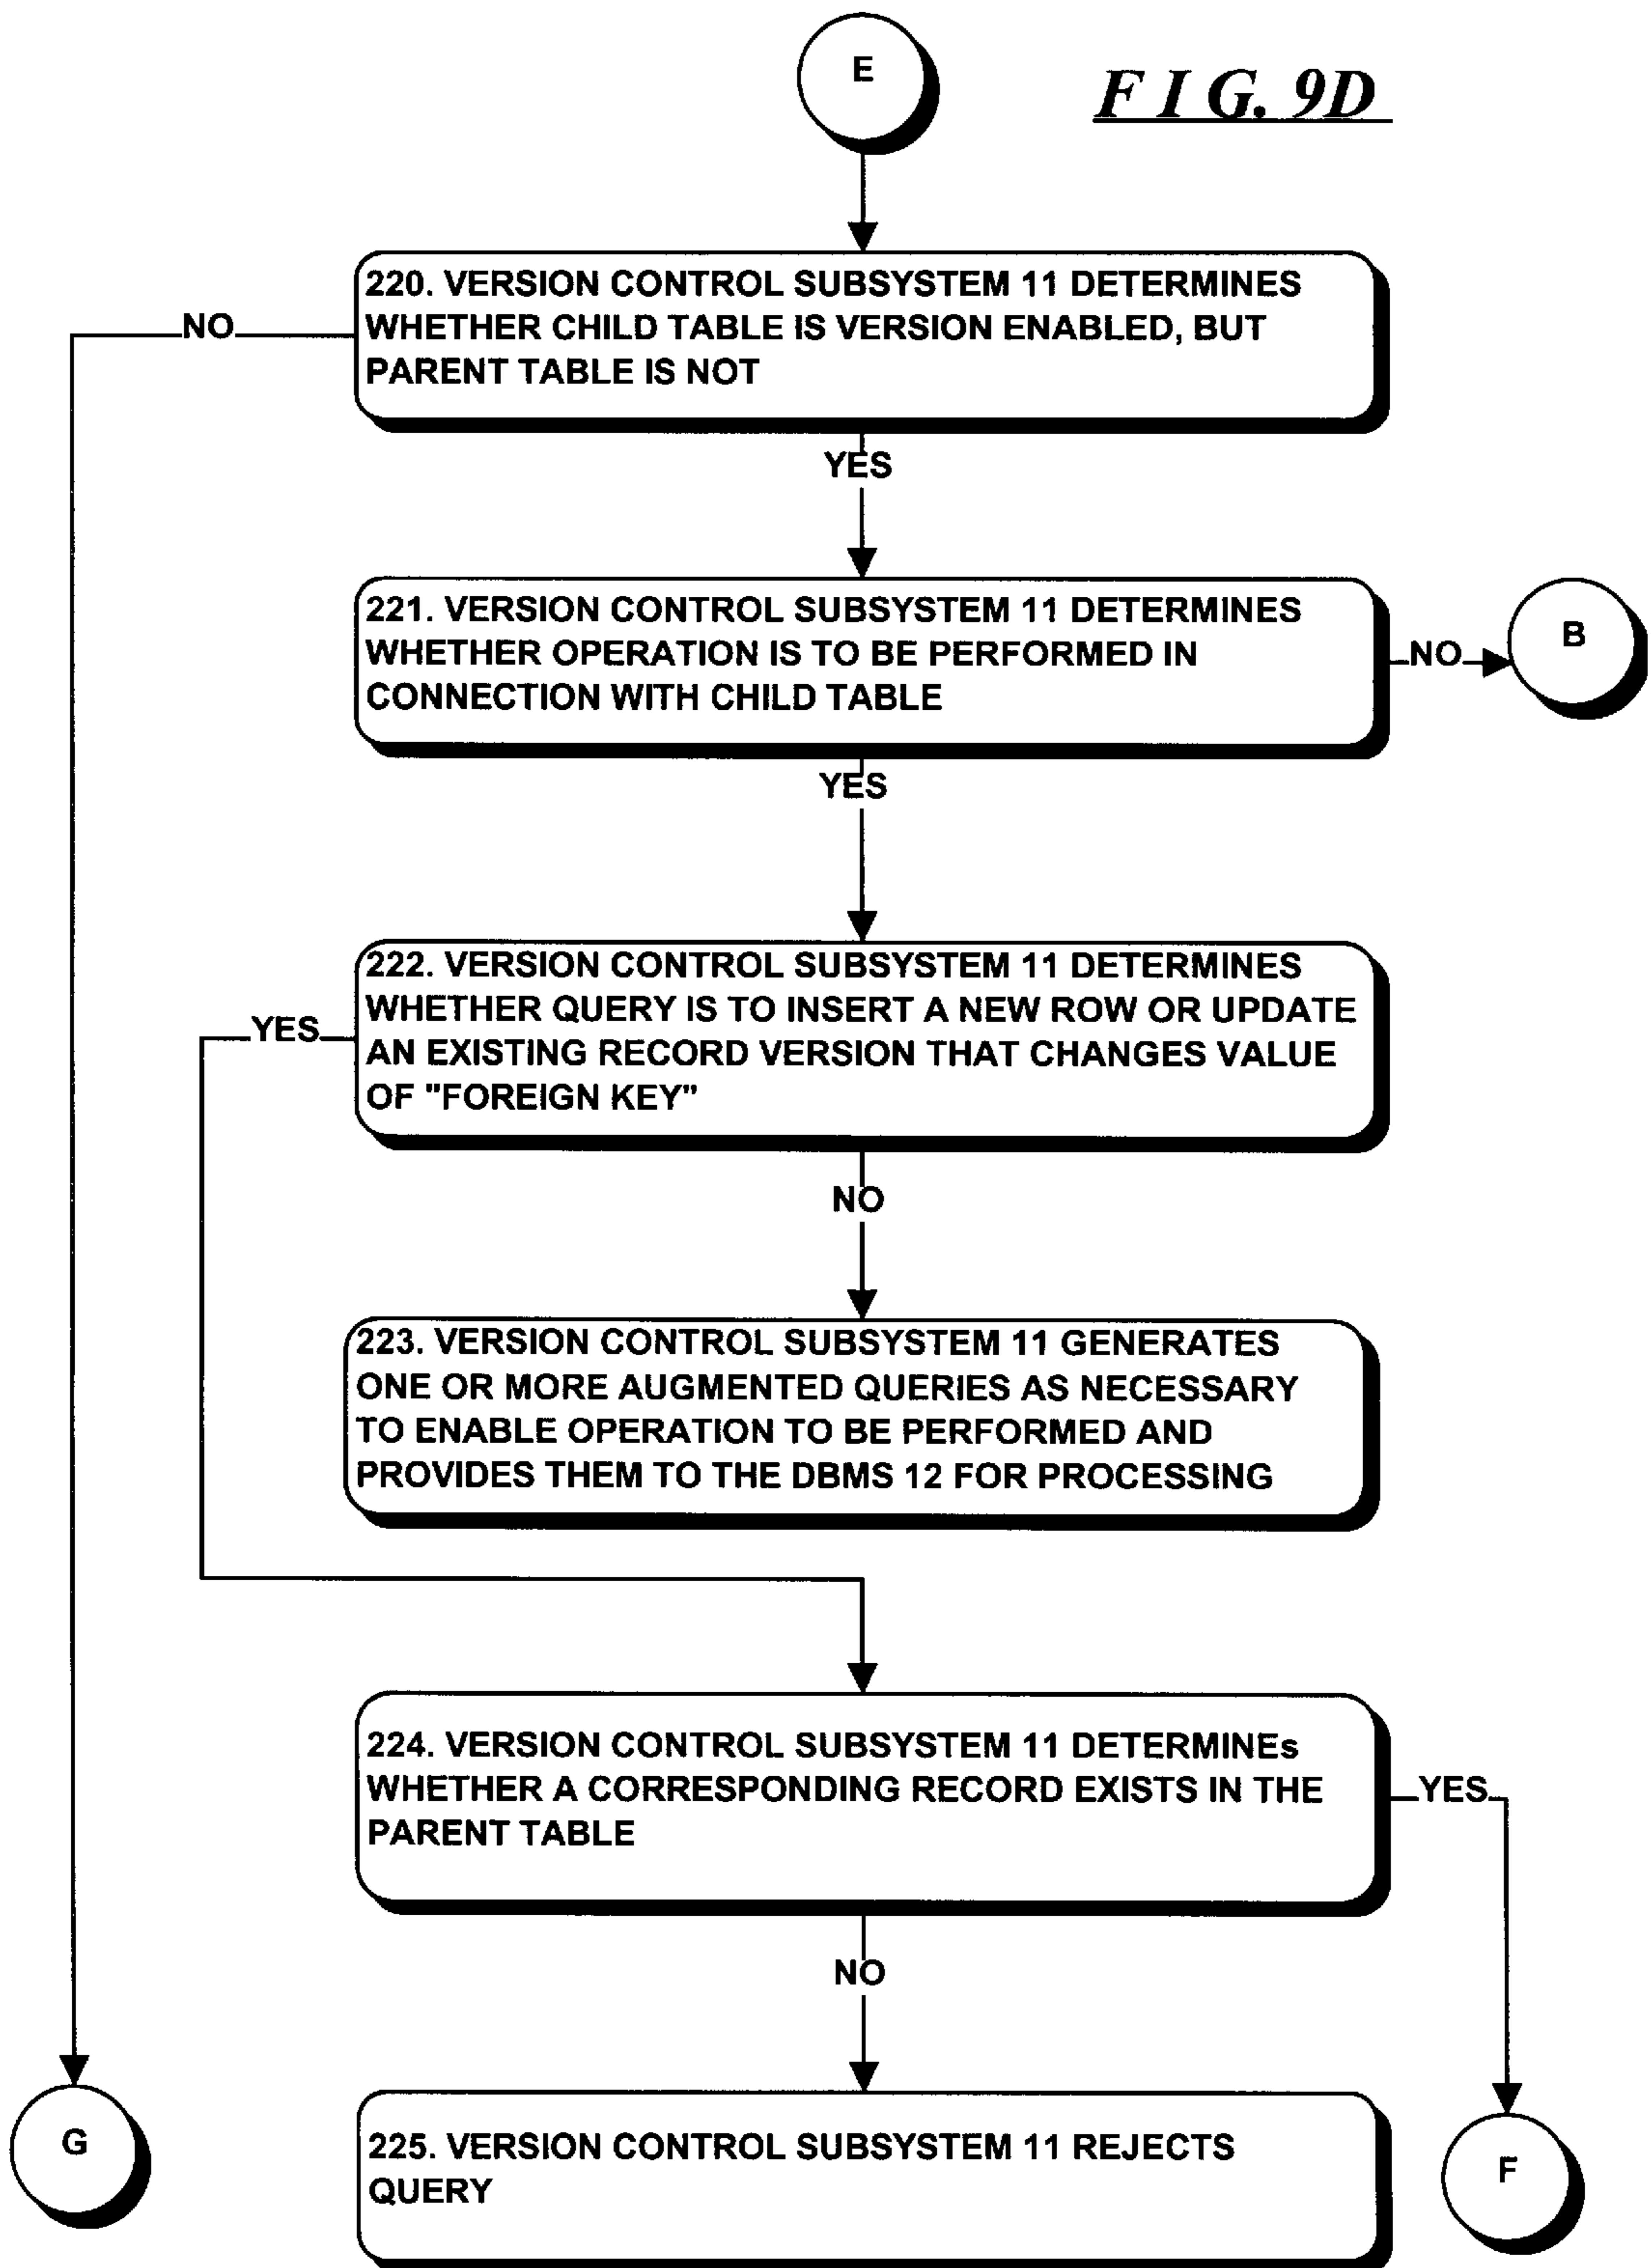 E
F I G. 9D
220. VERSION CONTROL SUBSYSTEM 11 DETERMINES
WHETHER CHILD TABLE IS VERSION ENABLED, BUT
PARENT TABLE IS NOT
NO
YES
221. VERSION CONTROL SUBSYSTEM 11 DETERMINES
WHETHER OPERATION IS TO BE PERFORMED IN
CONNECTION WITH CHILD TABLE
NO
B
YES
222. VERSION CONTROL SUBSYSTEM 11 DETERMINES
WHETHER QUERY IS TO INSERT A NEW ROW OR UPDATE
AN EXISTING RECORD VERSION THAT CHANGES VALUE
OF "FOREIGN KEY"
YES
NO
223. VERSION CONTROL SUBSYSTEM 11 GENERATES
ONE OR MORE AUGMENTED QUERIES AS NECESSARY
TO ENABLE OPERATION TO BE PERFORMED AND
PROVIDES THEM TO THE DBMS 12 FOR PROCESSING
224. VERSION CONTROL SUBSYSTEM 11 DETERMINEs
WHETHER A CORRESPONDING RECORD EXISTS IN THE
PARENT TABLE
YES
NO
G
225. VERSION CONTROL SUBSYSTEM 11 REJECTS
QUERY
F